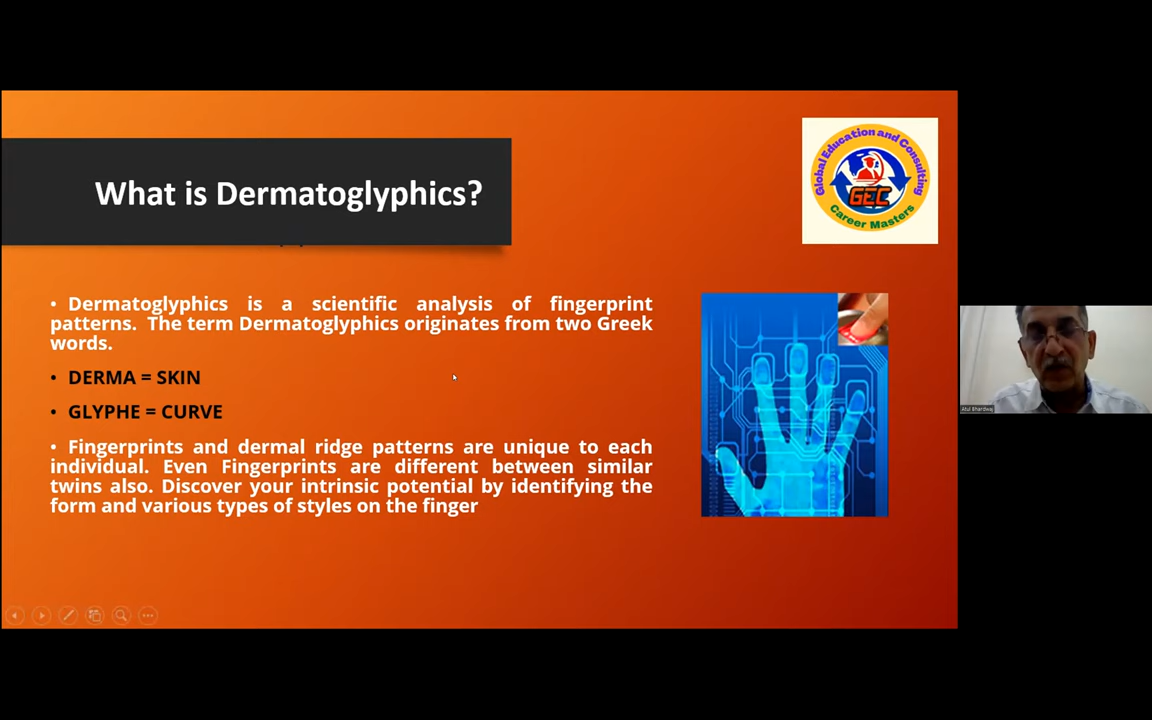 What is Dermatoglyphics?
Global Education and Consulting
GEC
Career Masters
• Dermatoglyphics is a scientific analysis of fingerprint
patterns. The term Dermatoglyphics originates from two Greek
words.
• DERMA = SKIN
• GLYPHE = CURVE
• Fingerprints and dermal ridge patterns are unique to each
individual. Even Fingerprints are different between similar
twins also. Discover your intrinsic potential by identifying the
form and various types of styles on the finger
Atul Bhardwaj